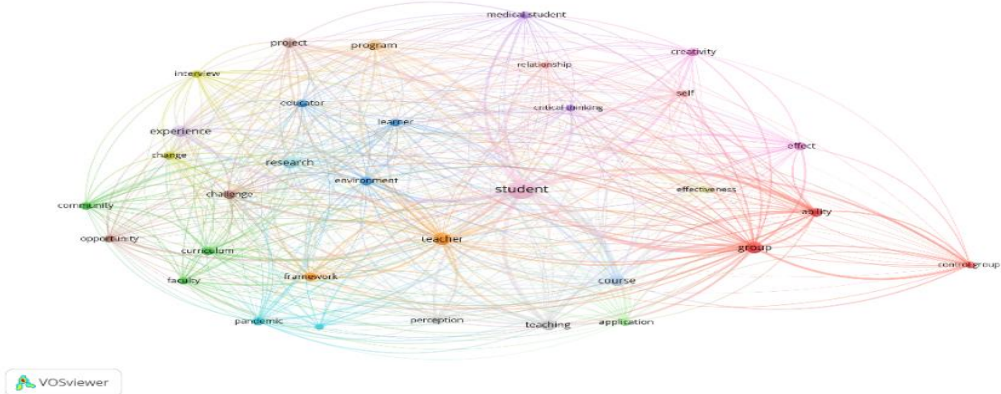 medical student
project
program
creativity
relationship
interview
self
educator
critical thinking
learner
experience
effect
change
research
environment
student
effectiveness
challenge
community
ability
opportunity
teacher
group
curriculum
control group
faculty
framework
course
pandemic
perception
teaching
application
VOSviewer